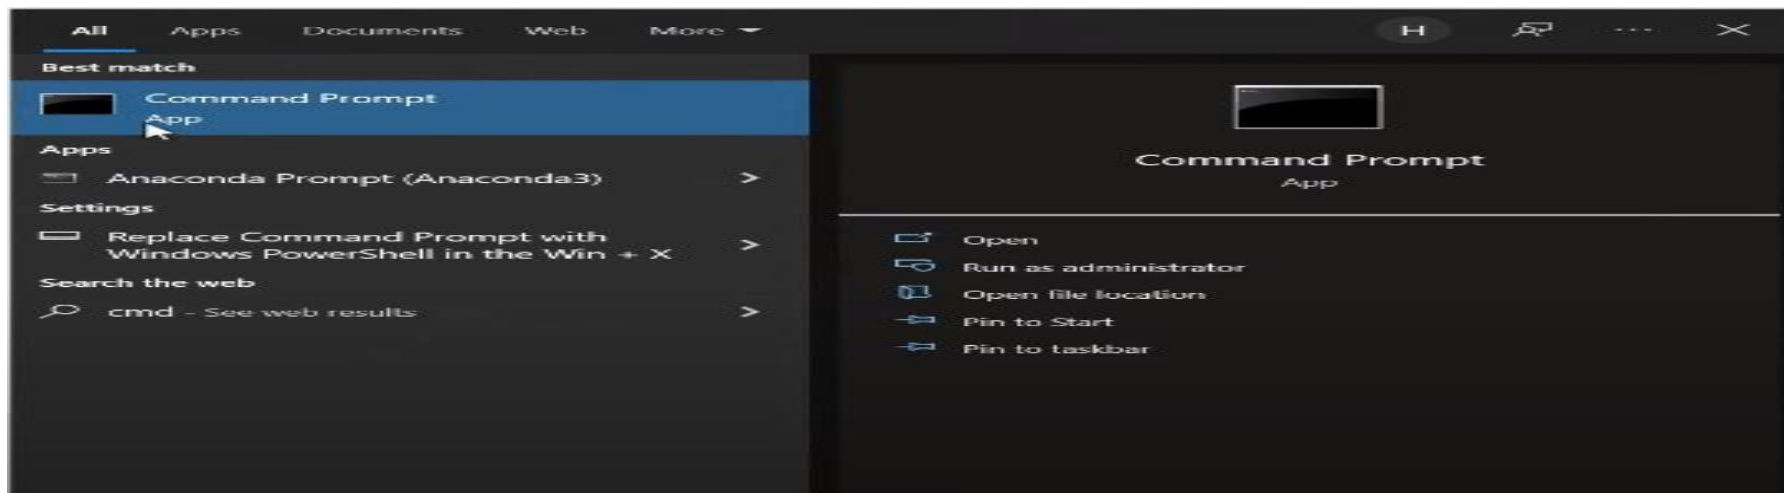 All Apps Documents Web More
H
Best match
Command Prompt
App
Apps
Anaconda Prompt (Anaconda3)
Settings
Replace Command Prompt with
Windows PowerShell in the Win + X
Search the web
cmd - See web results
Command Prompt
App
Open
Run as administrator
Open file location
Pin to Start
Pin to taskbar